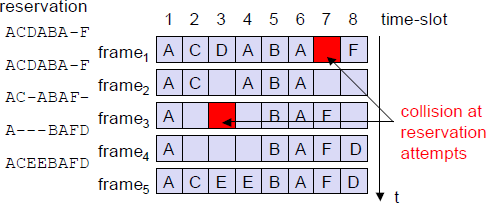 reservation
1 2 3 4 5 6 7 8 time-slot
ACDABA-F
frame1 A C D A B A F
ACDABA-F
frame2 A C A B A
AC-ABAF-
frame3 A B A F
collision at
reservation
attempts
A---BAFD
frame4 A B A F D
ACEEBAFD
frame5 A C E E B A F D
t